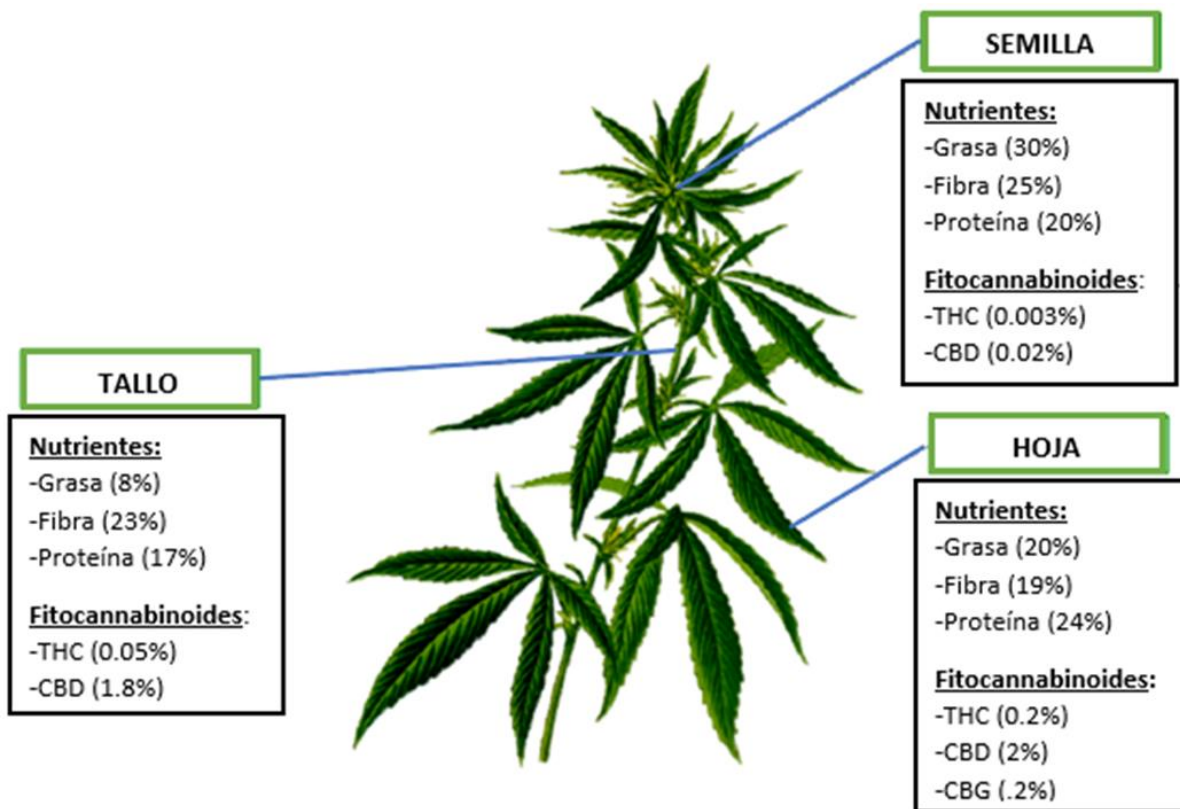 SEMILLA
Nutrientes:
-Grasa (30%)
-Fibra (25%)
-Proteína (20%)
Fitocannabinoides:
-THC (0.003%)
-CBD (0.02%)
TALLO
Nutrientes:
-Grasa (8%)
-Fibra (23%)
-Proteína (17%)
Fitocannabinoides:
-THC (0.05%)
-CBD (1.8%)
HOJA
Nutrientes:
-Grasa (20%)
-Fibra (19%)
-Proteína (24%)
Fitocannabinoides:
-THC (0.2%)
-CBD (2%)
-CBG (.2%)